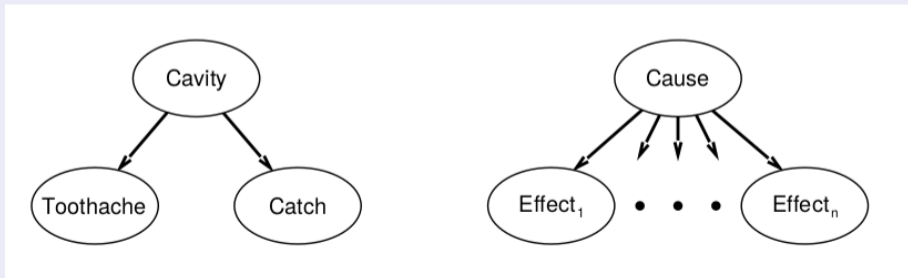 Cavity
Cause
Toothache
Catch
Effect₁
Effectₙ